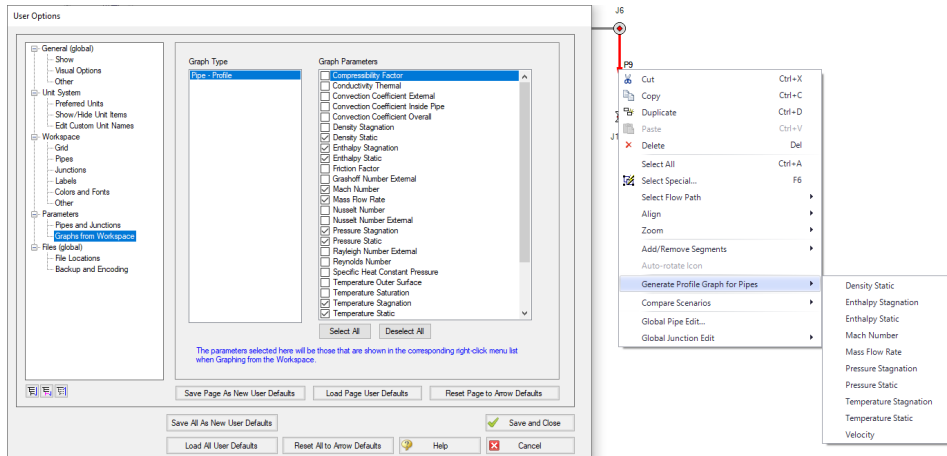 User Options
General (global)
Show
Visual Options
Other
Unit System
Preferred Units
Show/Hide Unit Items
Edit Custom Unit Names
Workspace
Grid
Pipes
Junctions
Labels
Colors and Fonts
Other
Parameters
Pipes and Junctions
Graphs from Workspace
Files (global)
File Locations
Backup and Encoding
Graph Type
Pipe - Profile
Graph Parameters
Compressibility Factor
Conductivity Thermal
Convection Coefficient External
Convection Coefficient Inside Pipe
Convection Coefficient Overall
Density Stagnation
Density Static
Enthalpy Stagnation
Enthalpy Static
Friction Factor
Grashoff Number External
Mach Number
Mass Flow Rate
Nusselt Number
Nusselt Number External
Pressure Stagnation
Pressure Static
Rayleigh Number External
Reynolds Number
Specific Heat Constant Pressure
Temperature Outer Surface
Temperature Saturation
Temperature Stagnation
Temperature Static
Select All Deselect All
The parameters selected here will be those that are shown in the corresponding right-click menu list
when Graphing from the Workspace.
Save Page As New User Defaults Load Page User Defaults Reset Page to Arrow Defaults
Save All As New User Defaults Save and Close
Load All User Defaults Reset All to Arrow Defaults Help Cancel
J6
P9
J1
Cut Ctrl+X
Copy Ctrl+C
Duplicate Ctrl+D
Paste Ctrl+V
Delete Del
Select All Ctrl+A
Select Special... F6
Select Flow Path
Align
Zoom
Add/Remove Segments
Auto-rotate Icon
Generate Profile Graph for Pipes
Compare Scenarios
Global Pipe Edit...
Global Junction Edit
Density Static
Enthalpy Stagnation
Enthalpy Static
Mach Number
Mass Flow Rate
Pressure Stagnation
Pressure Static
Temperature Stagnation
Temperature Static
Velocity